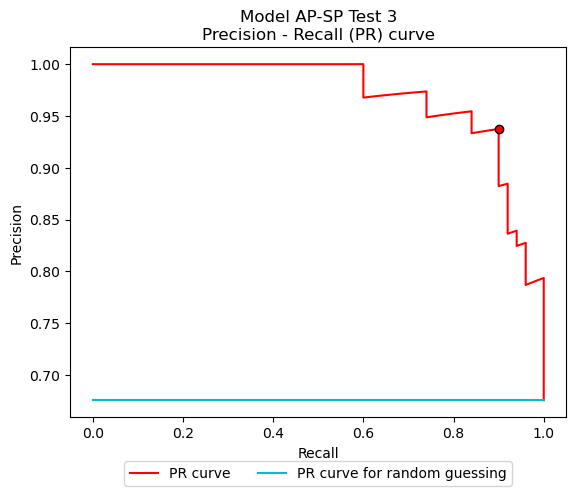 Model AP-SP Test 3
Precision - Recall (PR) curve
1.00
0.95
0.90
0.85
0.80
0.75
0.70
Precision
0.0 0.2 0.4 0.6 0.8 1.0
Recall
PR curve PR curve for random guessing